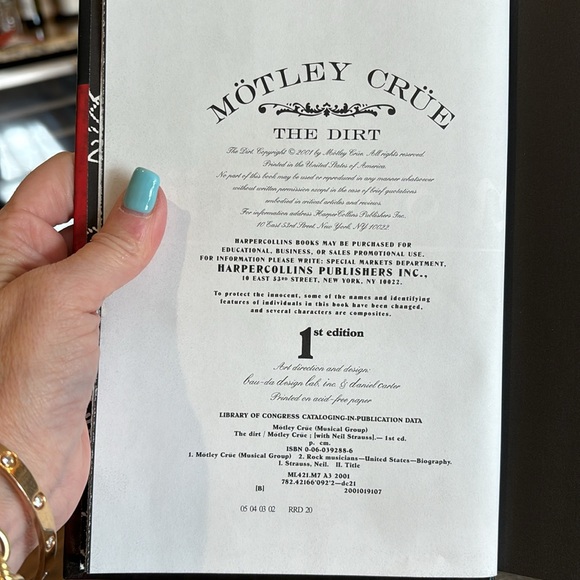 MÖTLEY CRÜE
THE DIRT
The Dirt. Copyright © 2001 by Mötley Crüe. All rights reserved.
Printed in the United States of America.
No part of this book may be used or reproduced in any manner whatsoever
without written permission except in the case of brief quotations
embodied in critical articles and reviews.
For information address HarperCollins Publishers Inc.,
10 East 53rd Street, New York, NY 10022.
HARPERCOLLINS BOOKS MAY BE PURCHASED FOR
EDUCATIONAL, BUSINESS, OR SALES PROMOTIONAL USE.
FOR INFORMATION PLEASE WRITE: SPECIAL MARKETS DEPARTMENT,
HARPERCOLLINS PUBLISHERS INC.,
10 EAST 53RD STREET, NEW YORK, NY 10022.
To protect the innocent, some of the names and identifying
features of individuals in this book have been changed,
and several characters are composites.
1st edition
Art direction and design:
bau-da design lab, inc. & daniel carter
Printed on acid-free paper
LIBRARY OF CONGRESS CATALOGING-IN-PUBLICATION DATA
Mötley Crüe (Musical Group)
The dirt / Mötley Crüe ; [with Neil Strauss].— 1st ed.
p. cm.
ISBN 0-06-039288-6
1. Mötley Crüe (Musical Group) 2. Rock musicians—United States—Biography.
I. Strauss, Neil. II. Title
ML421.M7 A3 2001
782.42166'092'2—dc21
[B] 2001019107
05 04 03 02 RRD 20